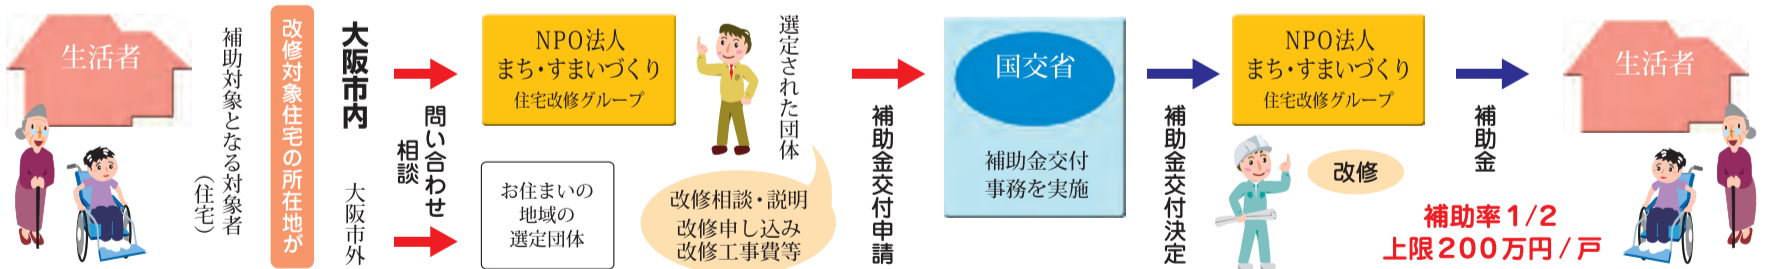 生活者
補助対象となる対象者
（住宅）
改修対象住宅の所在地が
大阪市内
大阪市外
問い合わせ
相談
NPO法人
まち・すまいづくり
住宅改修グループ
お住まいの
地域の
選定団体
選定された団体
改修相談・説明
改修申し込み
改修工事費等
補助金交付申請
国交省
補助金交付
事務を実施
補助金交付決定
NPO法人
まち・すまいづくり
住宅改修グループ
改修
補助金
補助率1/2
上限200万円/戸
生活者